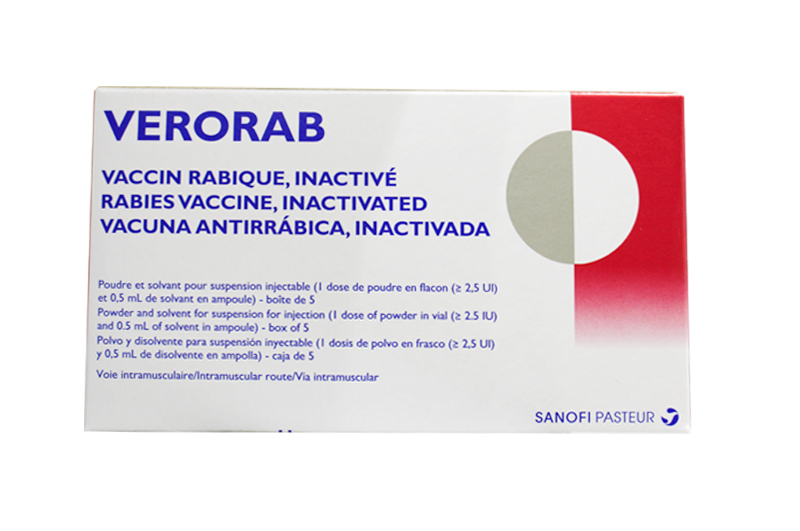 VERORAB
VACCIN RABIQUE, INACTIVÉ
RABIES VACCINE, INACTIVATED
VACUNA ANTIRRÁBICA, INACTIVADA
Poudre et solvant pour suspension injectable (1 dose de poudre en flacon (≥ 2,5 UI)
et 0,5 mL de solvant en ampoule) - boîte de 5
Powder and solvent for suspension for injection (1 dose of powder in vial (≥ 2.5 IU)
and 0.5 mL of solvent in ampoule) - box of 5
Polvo y disolvente para suspensión inyectable (1 dosis de polvo en frasco (≥ 2,5 UI)
y 0,5 mL de disolvente en ampolla) - caja de 5
Voie intramusculaire/Intramuscular route/Via intramuscular
SANOFI PASTEUR